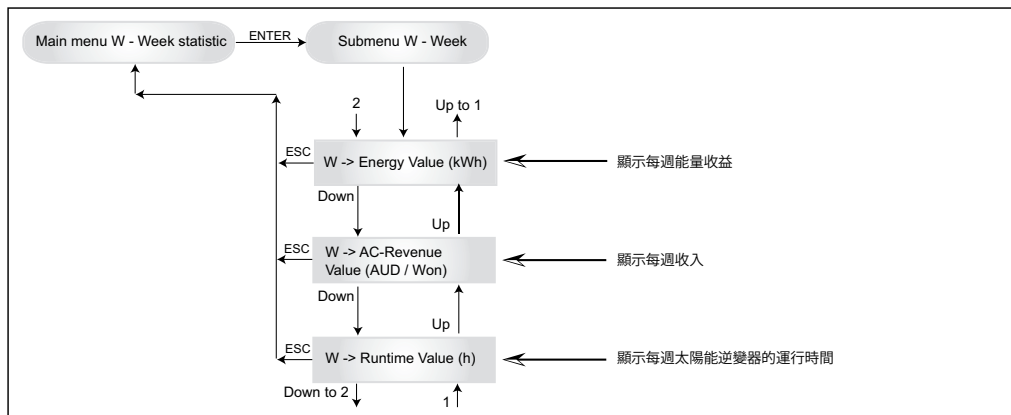 Main menu W - Week statistic
ENTER
Submenu W - Week
2
Up to 1
ESC
W -> Energy Value (kWh)
顯示每週能量收益
Down
Up
ESC
W -> AC-Revenue
Value (AUD / Won)
顯示每週收入
Down
Up
ESC
W -> Runtime Value (h)
顯示每週太陽能逆變器的運行時間
Down to 2
1